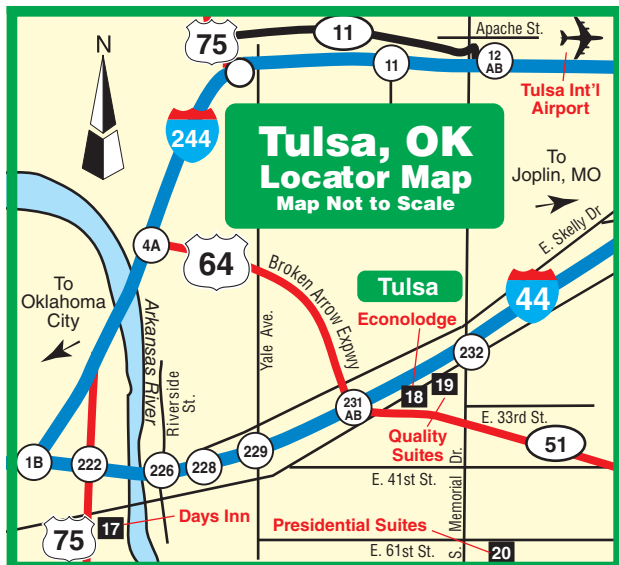 75
11
Apache St.
N
11
12
AB
Tulsa Int'l
Airport
244
Tulsa, OK
Locator Map
Map Not to Scale
To
Joplin, MO
E. Skelly Dr
4A
64
Broken Arrow Expwy
Tulsa
44
To
Oklahoma
City
Arkansas River
Riverside
St.
Yale Ave.
Econolodge
232
18
19
231
AB
E. 33rd St.
Quality
Suites
51
1B
222
226
228
229
E. 41st St.
S. Memorial Dr.
75
17
Days Inn
Presidential Suites
E. 61st St.
20